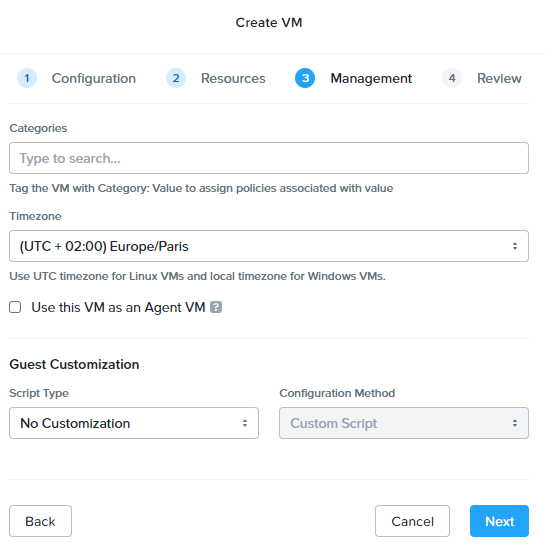 Create VM
1 Configuration 2 Resources 3 Management 4 Review
Categories
Type to search...
Tag the VM with Category: Value to assign policies associated with value
Timezone
(UTC + 02:00) Europe/Paris
Use UTC timezone for Linux VMs and local timezone for Windows VMs.
Use this VM as an Agent VM ?
Guest Customization
Script Type Configuration Method
No Customization Custom Script
Back Cancel Next